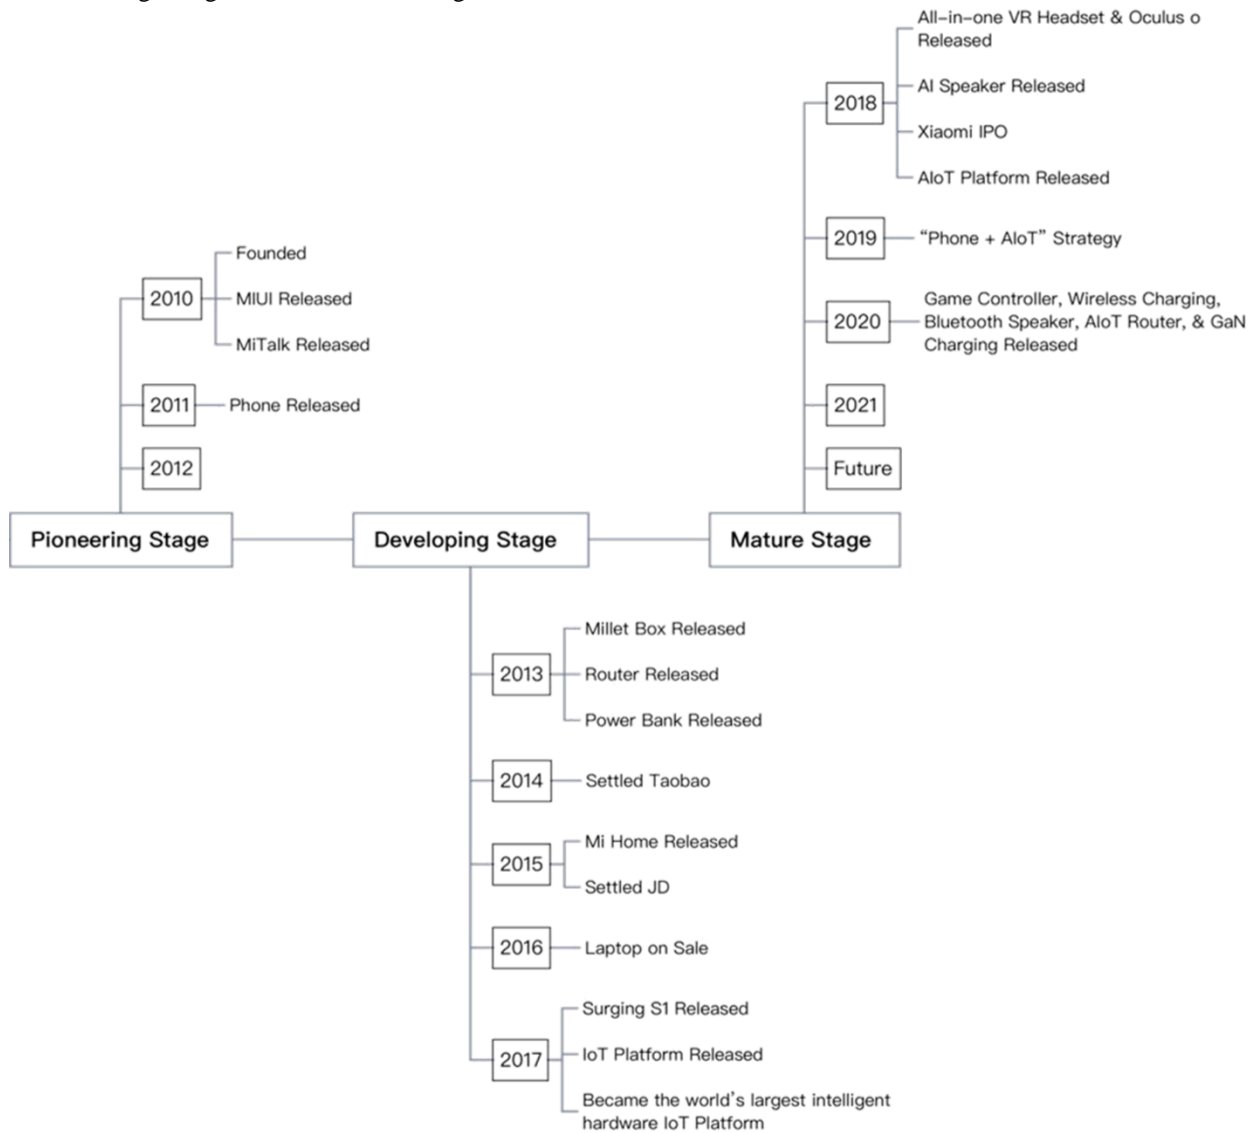 All-in-one VR Headset & Oculus o
Released
2018
AI Speaker Released
Xiaomi IPO
AIoT Platform Released
2019
“Phone + AIoT” Strategy
Game Controller, Wireless Charging,
2020
Bluetooth Speaker, AIoT Router, & GaN
Charging Released
2021
Future
Founded
2010
MIUI Released
MiTalk Released
2011
Phone Released
2012
Pioneering Stage
Developing Stage
Mature Stage
Millet Box Released
2013
Router Released
Power Bank Released
2014
Settled Taobao
Mi Home Released
2015
Settled JD
2016
Laptop on Sale
Surging S1 Released
2017
IoT Platform Released
Became the world’s largest intelligent
hardware IoT Platform